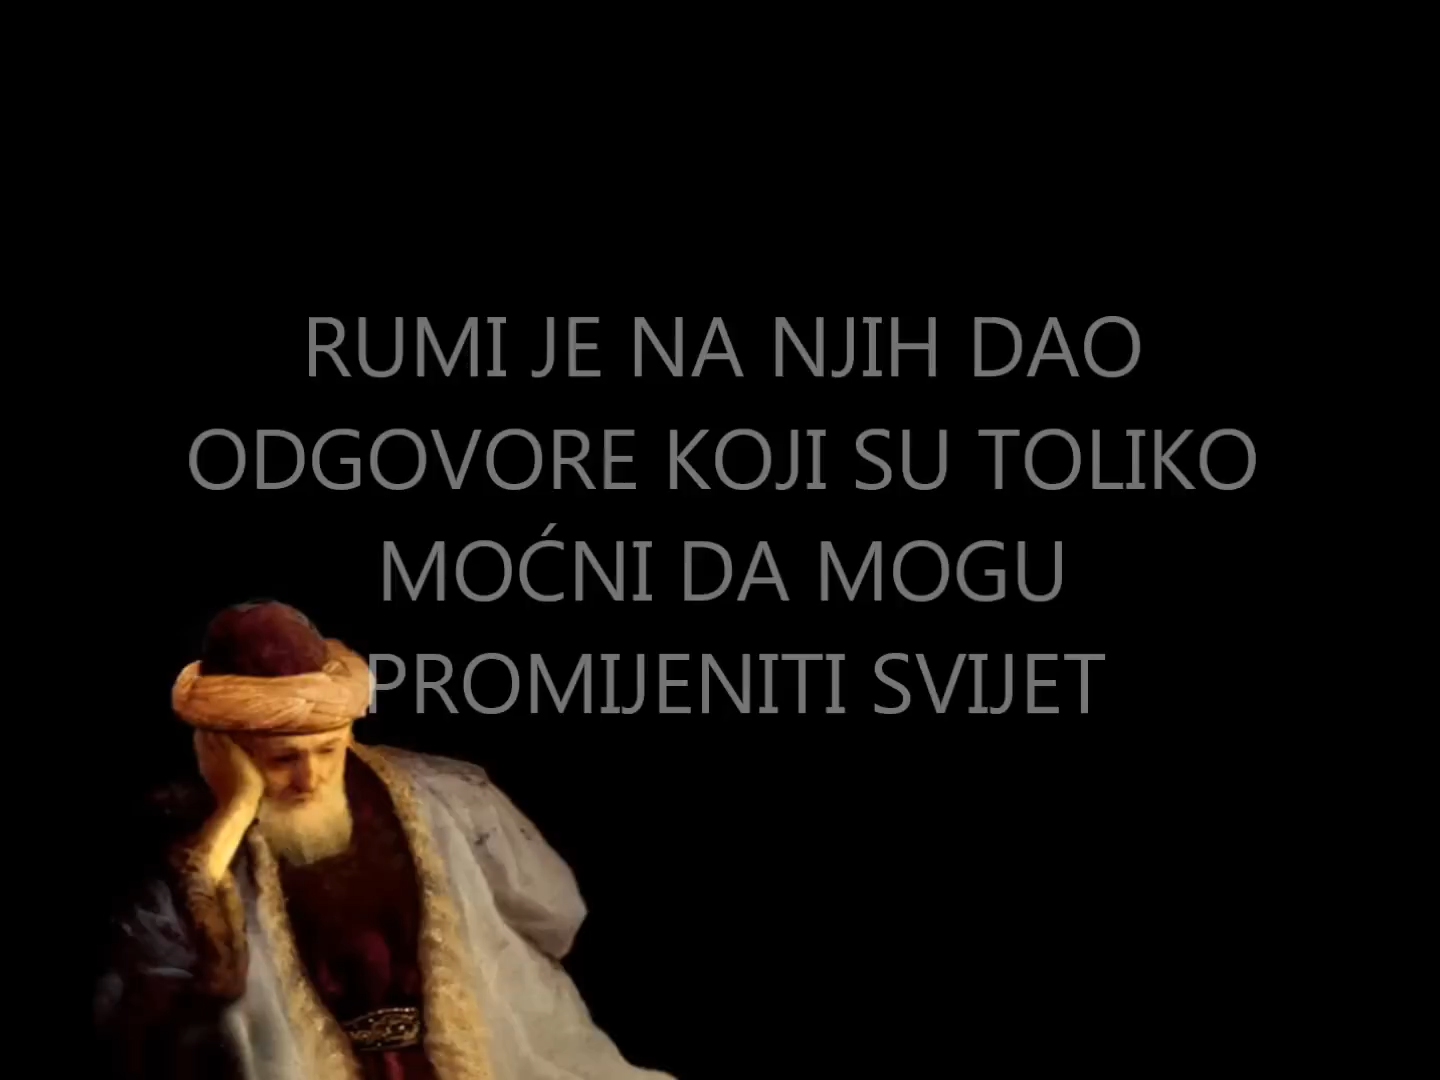 RUMI JE NA NJIH DAO
ODGOVORE KOJI SU TOLIKO
MOĆNI DA MOGU
PROMIJENITI SVIJET